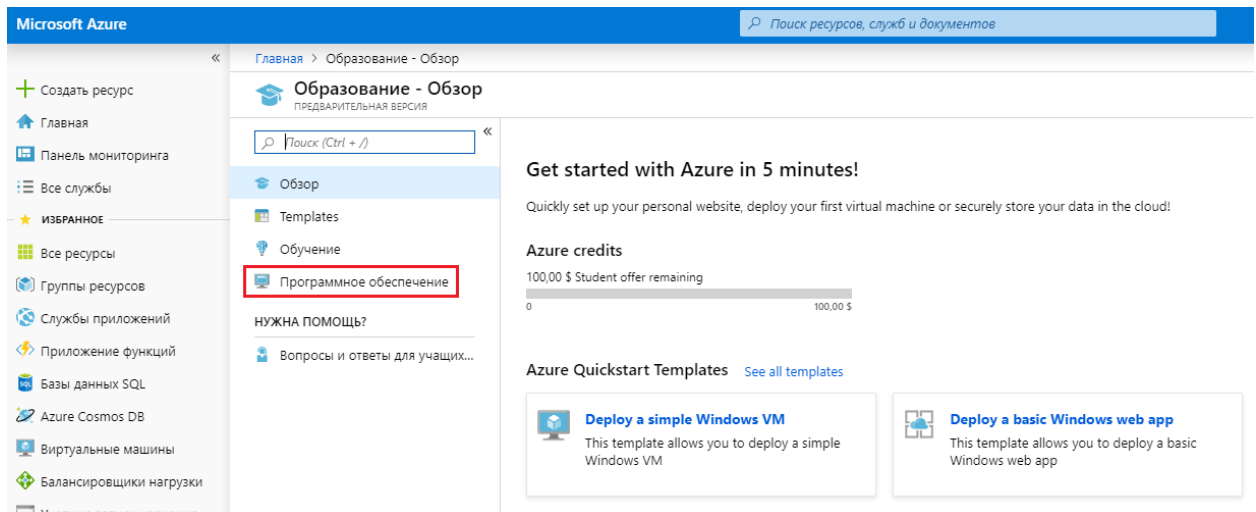 Microsoft Azure
Поиск ресурсов, служб и документов
«
Создать ресурс
Главная
Панель мониторинга
Все службы
ИЗБРАННОЕ
Все ресурсы
Группы ресурсов
Службы приложений
Приложение функций
Базы данных SQL
Azure Cosmos DB
Виртуальные машины
Балансировщики нагрузки
Главная > Образование - Обзор
Образование - Обзор
ПРЕДВАРИТЕЛЬНАЯ ВЕРСИЯ
Поиск (Ctrl + /)
«
Обзор
Templates
Обучение
Программное обеспечение
НУЖНА ПОМОЩЬ?
Вопросы и ответы для учащих...
Get started with Azure in 5 minutes!
Quickly set up your personal website, deploy your first virtual machine or securely store your data in the cloud!
Azure credits
100,00 $ Student offer remaining
0 100,00 $
Azure Quickstart Templates See all templates
Deploy a simple Windows VM
This template allows you to deploy a simple
Windows VM
Deploy a basic Windows web app
This template allows you to deploy a basic
Windows web app